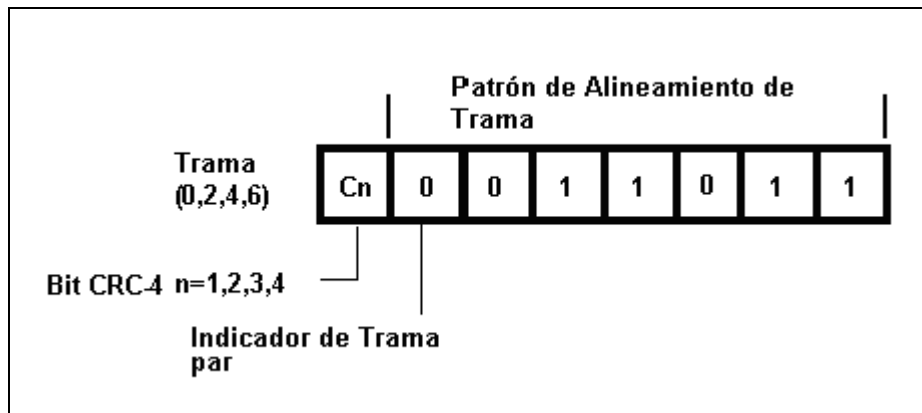 Patrón de Alineamiento de
Trama
Trama
(0,2,4,6)
Cn 0 0 1 1 0 1 1
Bit CRC-4 n=1,2,3,4
Indicador de Trama
par